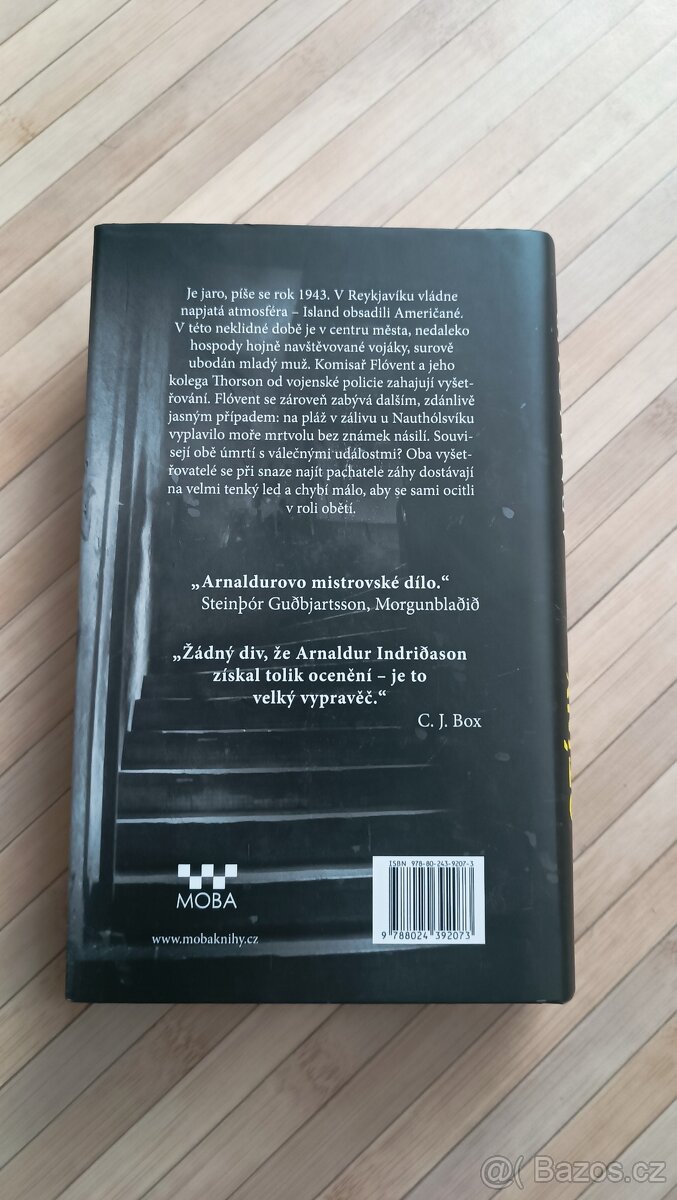 Je jaro, píše se rok 1943. V Reykjavíku vládne
napjatá atmosféra – Island obsadili Američané.
V této neklidné době je v centru města, nedaleko
hospody hojně navštěvované vojáky, surově
ubodán mladý muž. Komisař Flóvent a jeho
kolega Thorson od vojenské policie zahajují vyšet-
řování. Flóvent se zároveň zabývá dalším, zdánlivě
jasným případem: na pláž v zálivu u Nauthólsvíku
vyplavilo moře mrtvolu bez známek násilí. Souvi-
sejí obě úmrtí s válečnými událostmi? Oba vyšet-
řovatelé se při snaze najít pachatele záhy dostávají
na velmi tenký led a chybí málo, aby se sami ocitli
v roli obětí.
„Arnaldurovo mistrovské dílo.“
Steinþór Guðbjartsson, Morgunblaðið
„Žádný div, že Arnaldur Indriðason
získal tolik ocenění – je to
velký vypravěč.“
C. J. Box
MOBA
www.mobaknihy.cz
ISBN 978-80-243-9207-3
9 788024 392073
@ Bazos.cz